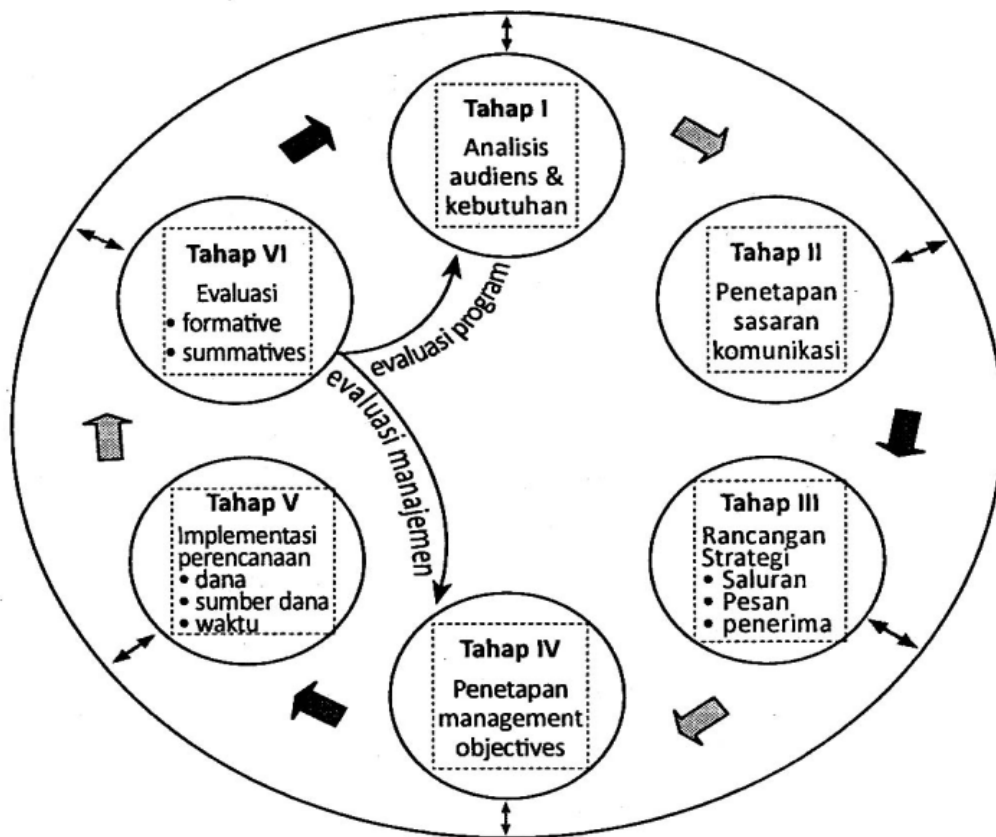 Tahap I
Analisis
audiens &
kebutuhan
Tahap II
Penetapan
sasaran
komunikasi
Tahap III
Rancangan
Strategi
• Saluran
• Pesan
• penerima
Tahap IV
Penetapan
management
objectives
Tahap V
Implementasi
perencanaan
• dana
• sumber dana
• waktu
Tahap VI
Evaluasi
• formative
• summatives
evaluasi program
evaluasi manajemen